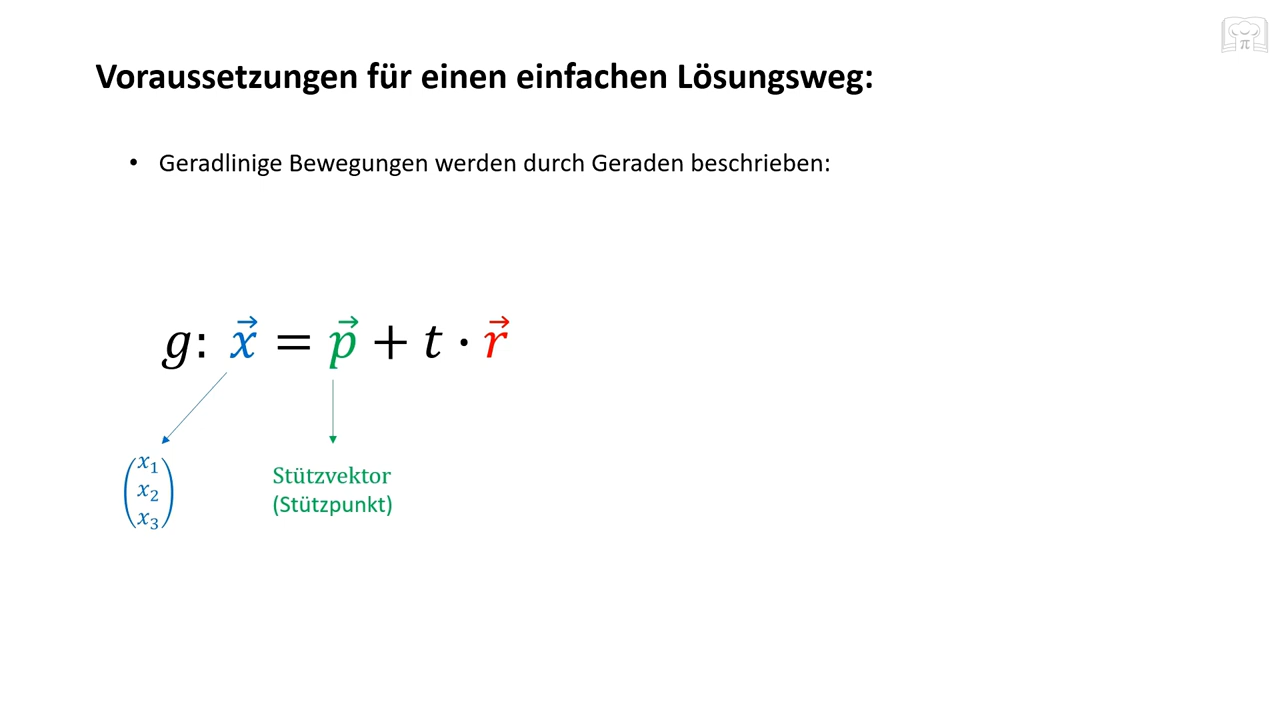 Voraussetzungen für einen einfachen Lösungsweg:
• Geradlinige Bewegungen werden durch Geraden beschrieben:
g: x⃗ = p⃗ + t · r⃗
x₁
x₂
x₃
Stützvektor
(Stützpunkt)
π